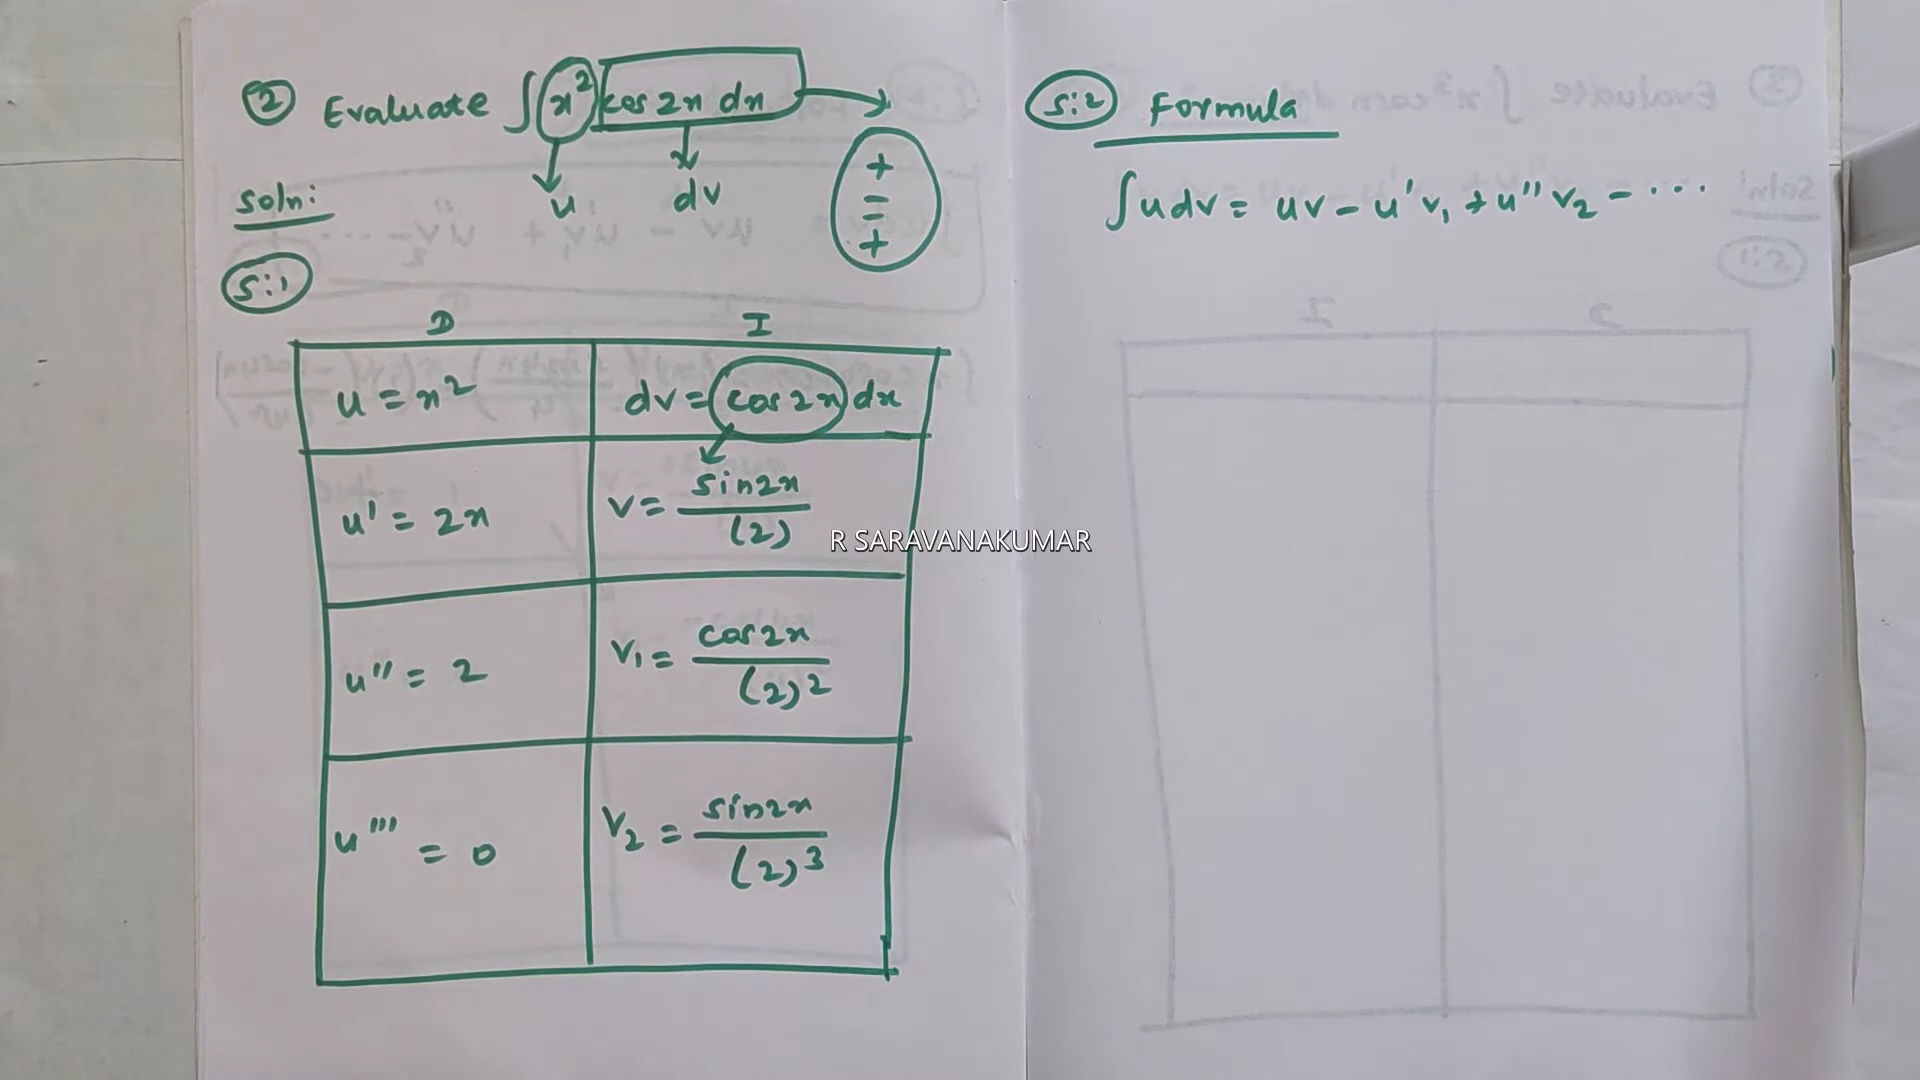 ② Evaluate ∫ x² cos 2x dx
u dv
+
-
-
+
Soln:
S:1
D I
u = x² dv = cos 2x dx
u' = 2x v = sin2x / (2)
u'' = 2 v₁ = cos2x / (2)²
u''' = 0 v₂ = sin2x / (2)³
S:2 Formula
∫ u dv = uv - u' v₁ + u'' v₂ - ...
R SARAVANAKUMAR